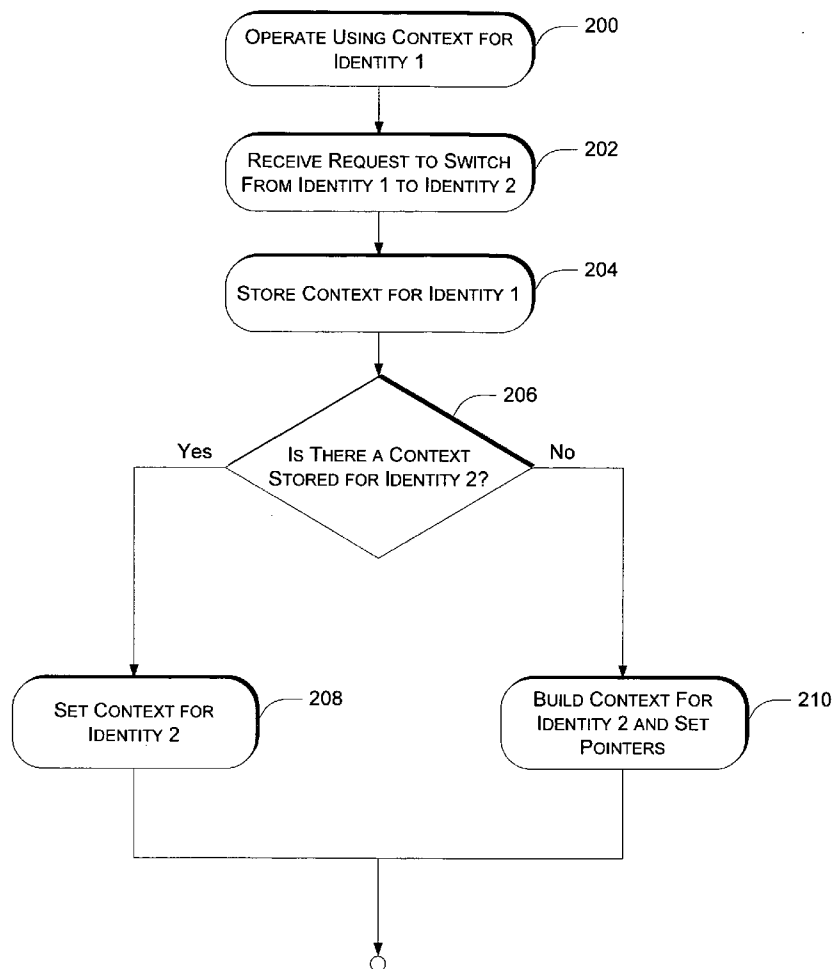 OPERATE USING CONTEXT FOR
IDENTITY 1
200
RECEIVE REQUEST TO SWITCH
FROM IDENTITY 1 TO IDENTITY 2
202
STORE CONTEXT FOR IDENTITY 1
204
206
IS THERE A CONTEXT
STORED FOR IDENTITY 2?
Yes
No
SET CONTEXT FOR
IDENTITY 2
208
BUILD CONTEXT FOR
IDENTITY 2 AND SET
POINTERS
210